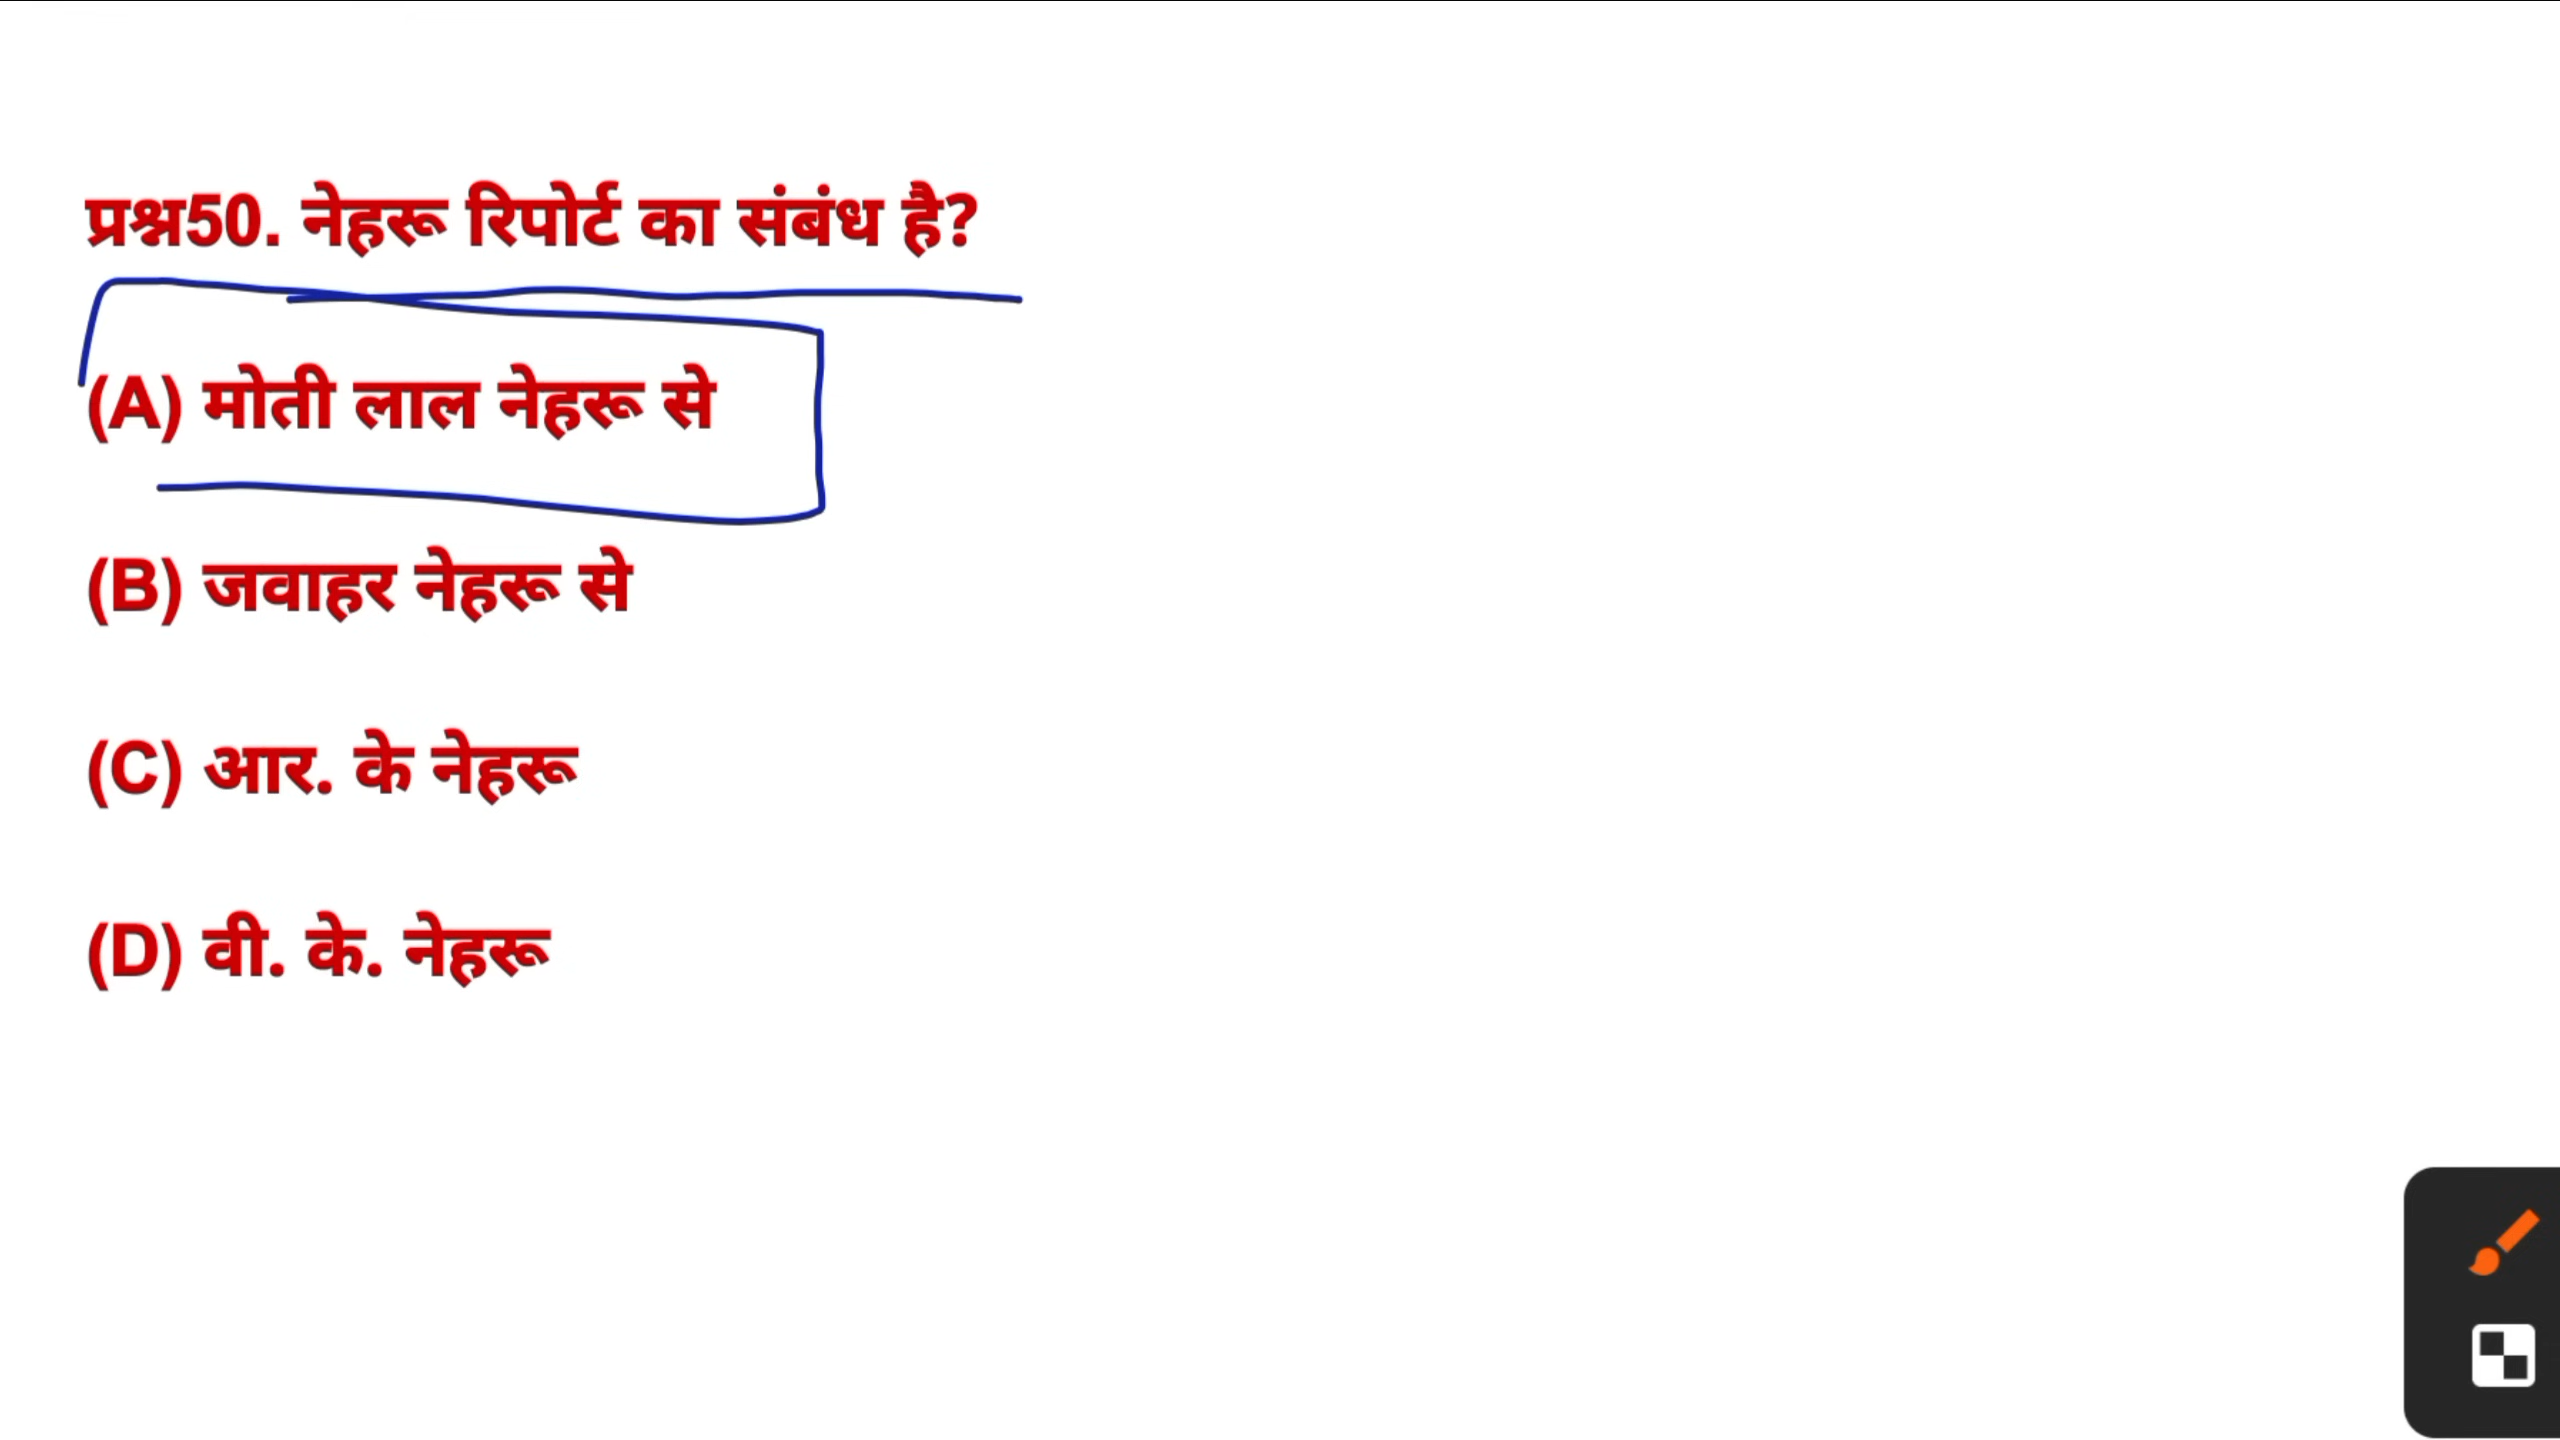 प्रश्न50. नेहरू रिपोर्ट का संबंध है?
(A) मोती लाल नेहरू से
(B) जवाहर नेहरू से
(C) आर. के नेहरू
(D) वी. के. नेहरू